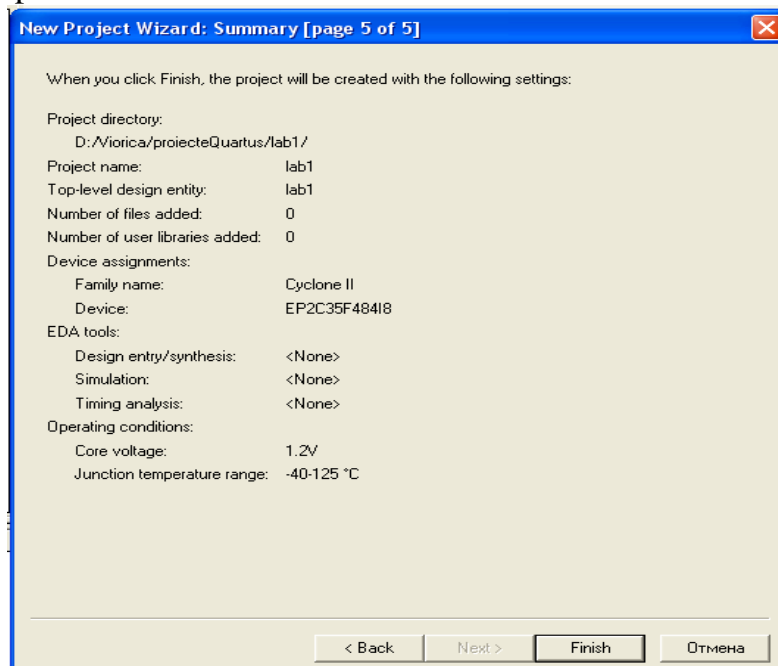 New Project Wizard: Summary [page 5 of 5]
When you click Finish, the project will be created with the following settings:
Project directory:
D:/Viorica/proiecteQuartus/lab1/
Project name: lab1
Top-level design entity: lab1
Number of files added: 0
Number of user libraries added: 0
Device assignments:
Family name: Cyclone II
Device: EP2C35F484I8
EDA tools:
Design entry/synthesis: <None>
Simulation: <None>
Timing analysis: <None>
Operating conditions:
Core voltage: 1.2V
Junction temperature range: -40-125 °C
< Back Next > Finish Отмена